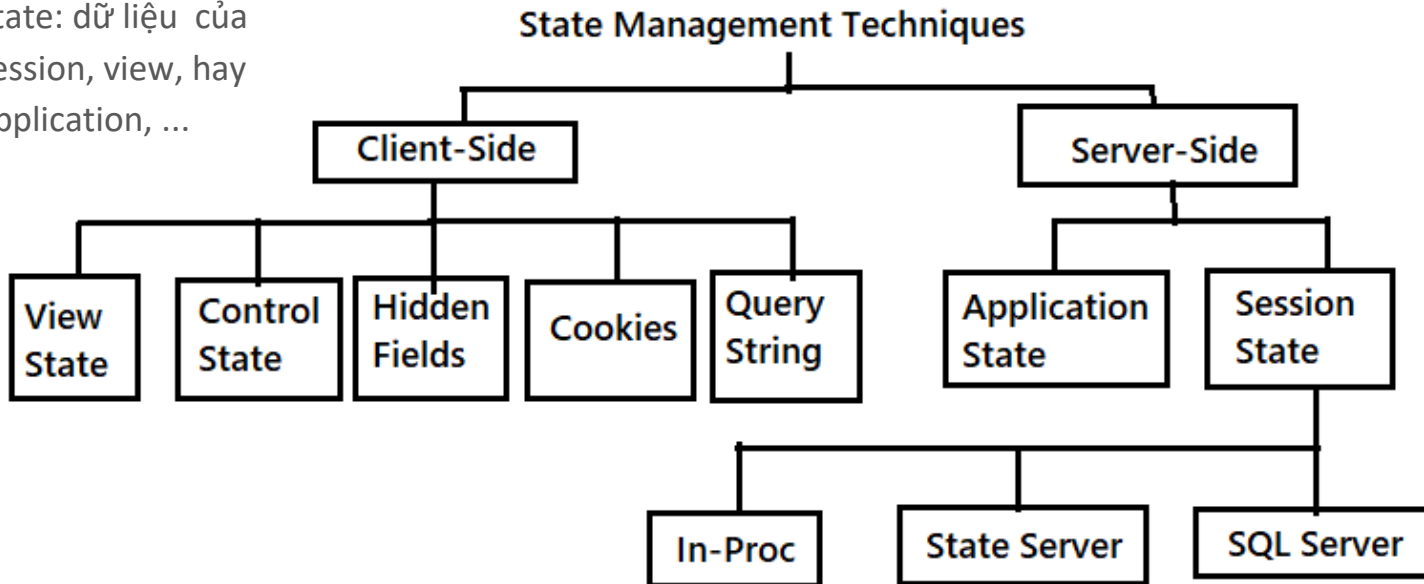 tate: dữ liệu của
ession, view, hay
pplication, ...
State Management Techniques
Client-Side
Server-Side
View
State
Control
State
Hidden
Fields
Cookies
Query
String
Application
State
Session
State
In-Proc
State Server
SQL Server